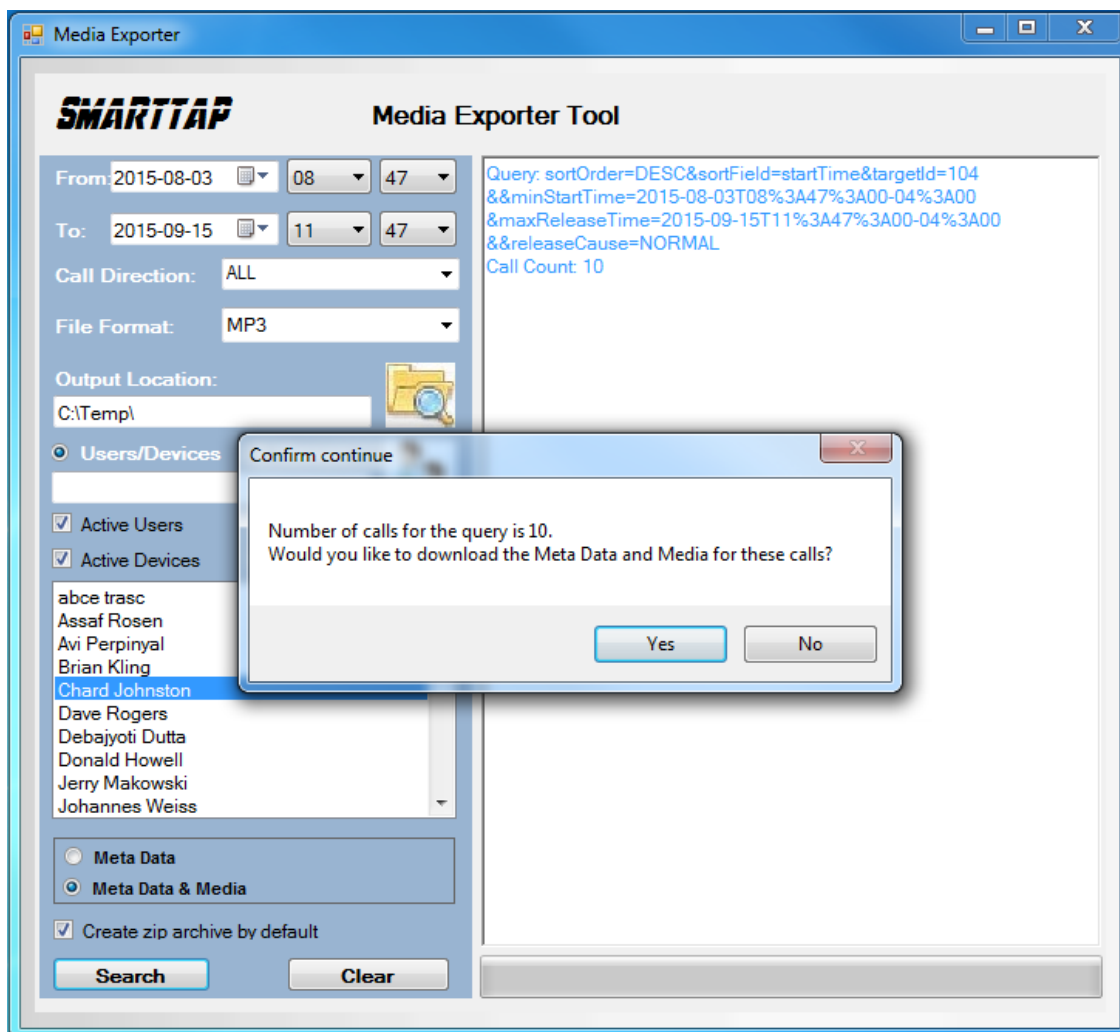 Media Exporter
SMARTTAP
Media Exporter Tool
From: 2015-08-03 08 47
To: 2015-09-15 11 47
Call Direction: ALL
File Format: MP3
Output Location:
C:\Temp\
Users/Devices
Active Users
Active Devices
abce trasc
Assaf Rosen
Avi Perpinyal
Brian Kling
Chard Johnston
Dave Rogers
Debajyoti Dutta
Donald Howell
Jerry Makowski
Johannes Weiss
Meta Data
Meta Data & Media
Create zip archive by default
Search Clear
Query: sortOrder=DESC&sortField=startTime&targetId=104
&&minStartTime=2015-08-03T08%3A47%3A00-04%3A00
&maxReleaseTime=2015-09-15T11%3A47%3A00-04%3A00
&&releaseCause=NORMAL
Call Count: 10
Confirm continue
Number of calls for the query is 10.
Would you like to download the Meta Data and Media for these calls?
Yes No